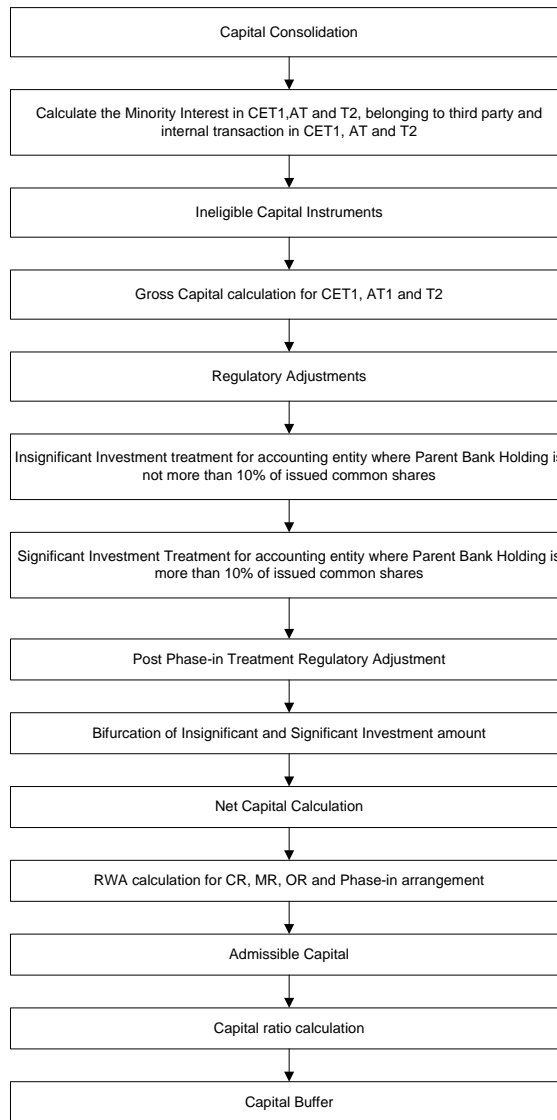 Capital Consolidation
Calculate the Minority Interest in CET1,AT and T2, belonging to third party and
internal transaction in CET1, AT and T2
Ineligible Capital Instruments
Gross Capital calculation for CET1, AT1 and T2
Regulatory Adjustments
Insignificant Investment treatment for accounting entity where Parent Bank Holding is
not more than 10% of issued common shares
Significant Investment Treatment for accounting entity where Parent Bank Holding is
more than 10% of issued common shares
Post Phase-in Treatment Regulatory Adjustment
Bifurcation of Insignificant and Significant Investment amount
Net Capital Calculation
RWA calculation for CR, MR, OR and Phase-in arrangement
Admissible Capital
Capital ratio calculation
Capital Buffer